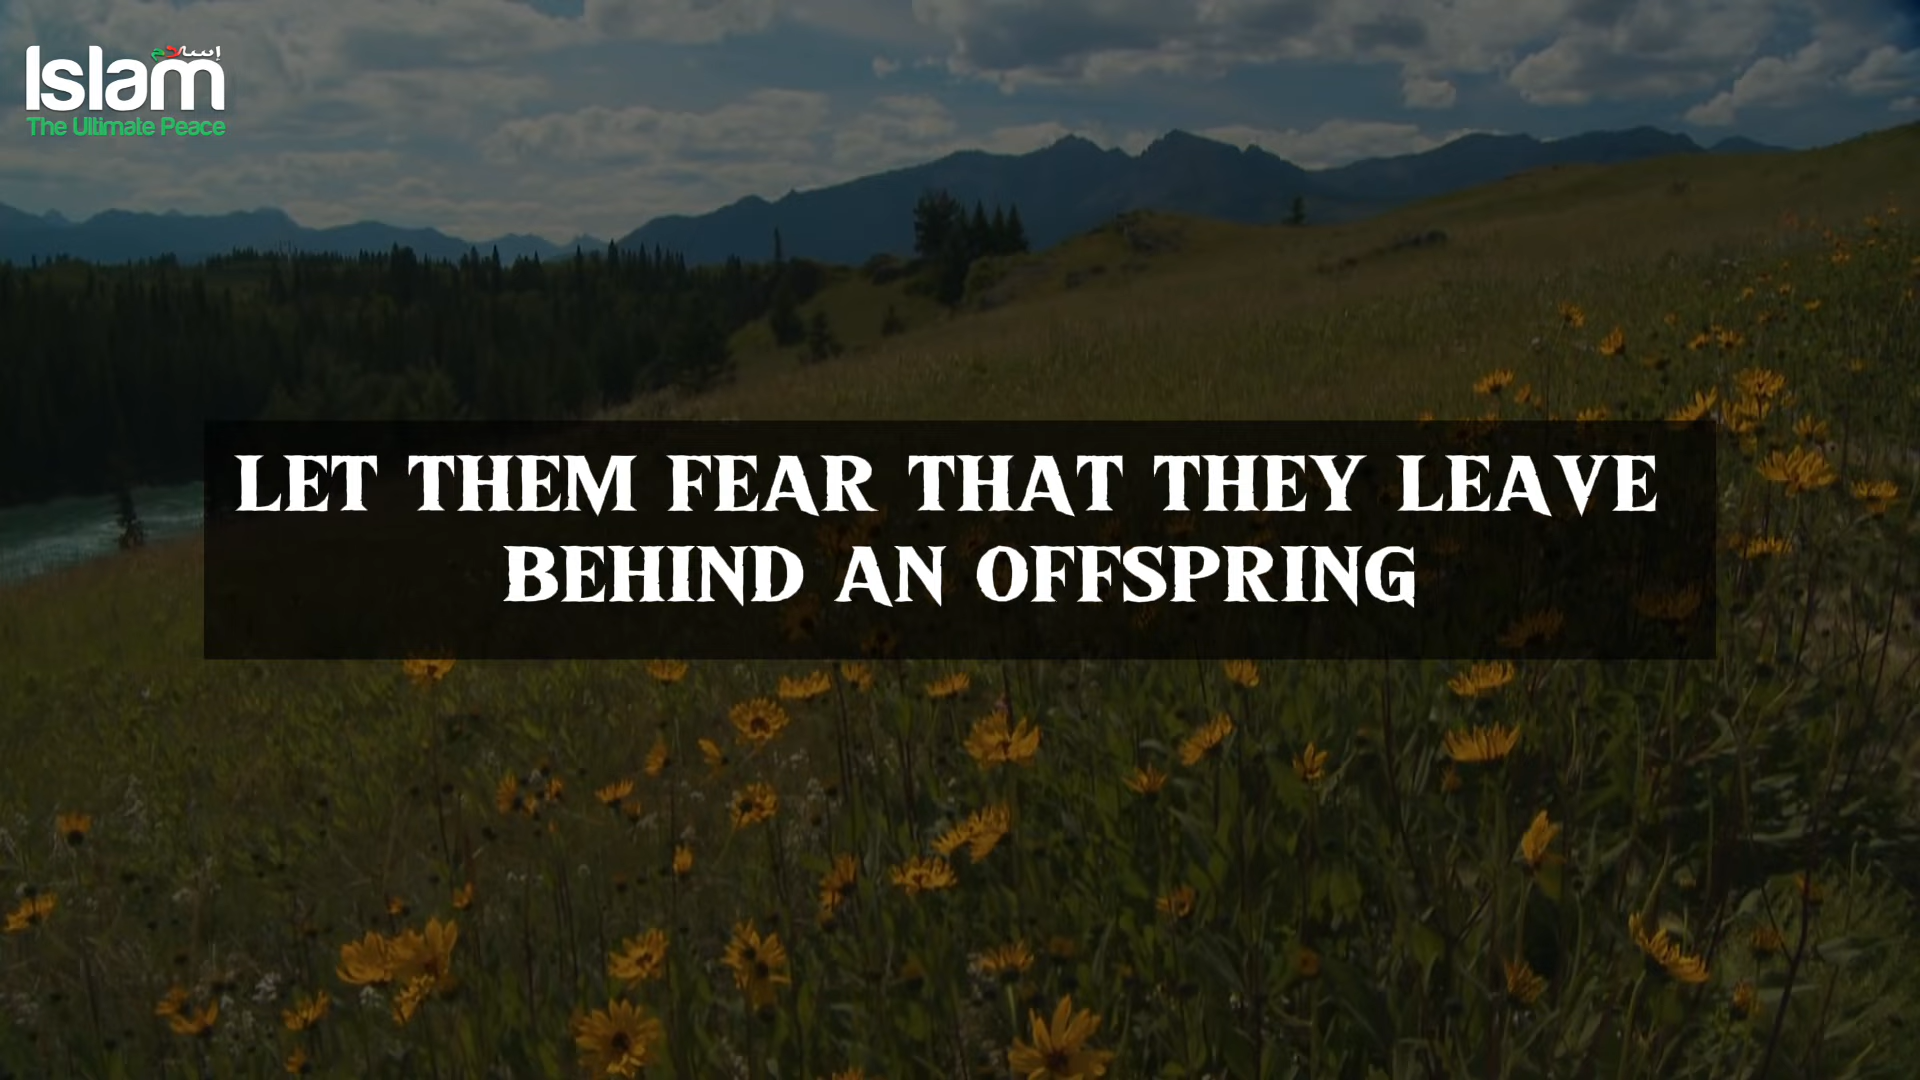 إسلام
Islam
The Ultimate Peace
LET THEM FEAR THAT THEY LEAVE
BEHIND AN OFFSPRING